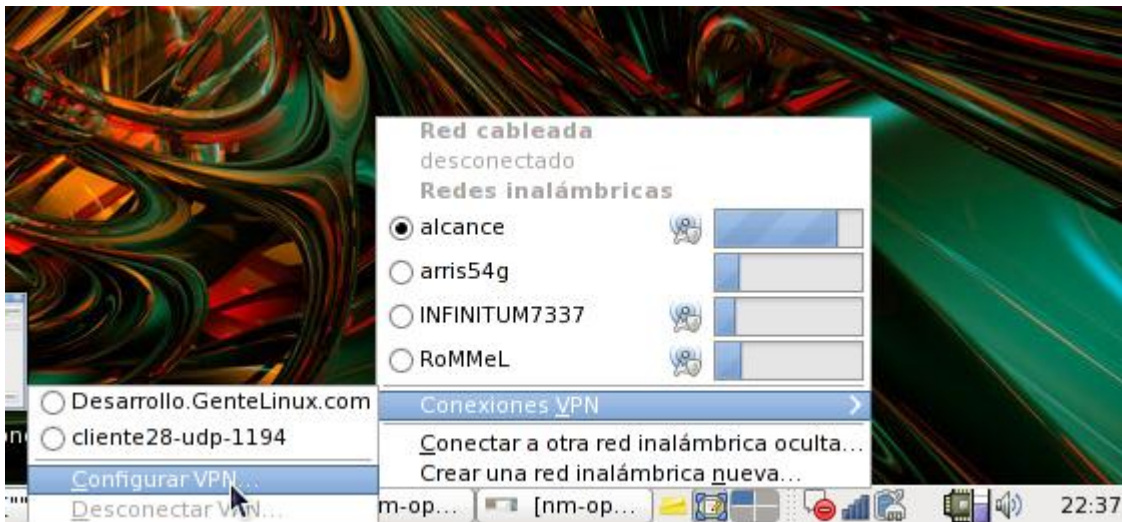 Red cableada
desconectado
Redes inalámbricas
alcance
arris54g
INFINITUM7337
RoMMeL
Conexiones VPN
Conectar a otra red inalámbrica oculta...
Crear una red inalámbrica nueva...
Desarrollo.GenteLinux.com
cliente28-udp-1194
Configurar VPN...
Desconectar VPN...
m-op... [nm-op... 22:37